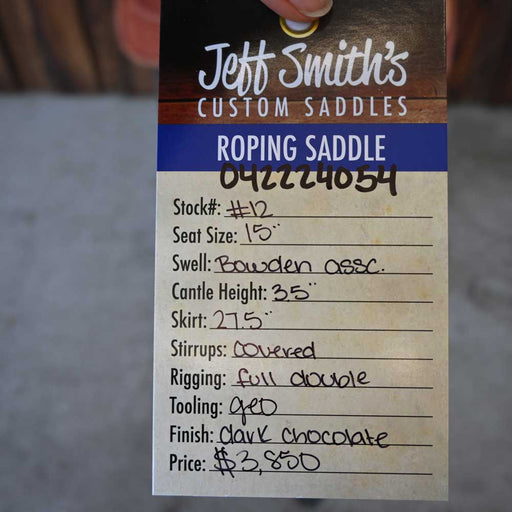 Jeff Smith's
CUSTOM SADDLES
ROPING SADDLE
042224054
Stock#: #12
Seat Size: 15"
Swell: Bowden assc.
Cantle Height: 3.5"
Skirt: 27.5"
Stirrups: covered
Rigging: full double
Tooling: geo
Finish: dark chocolate
Price: $3,850